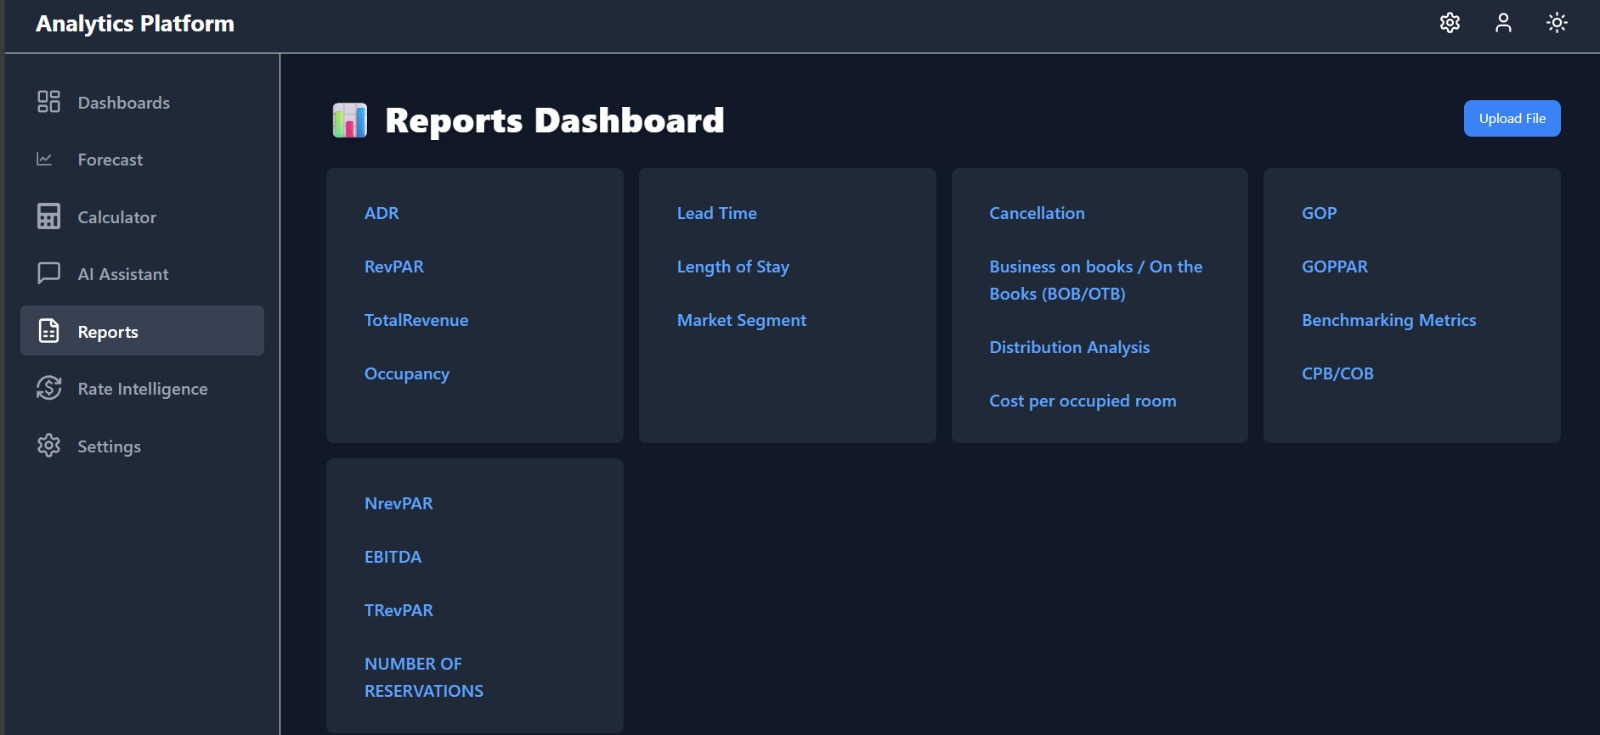 Analytics Platform
Dashboards
Forecast
Calculator
AI Assistant
Reports
Rate Intelligence
Settings
Reports Dashboard
Upload File
ADR
RevPAR
TotalRevenue
Occupancy
Lead Time
Length of Stay
Market Segment
Cancellation
Business on books / On the
Books (BOB/OTB)
Distribution Analysis
Cost per occupied room
GOP
GOPPAR
Benchmarking Metrics
CPB/COB
NrevPAR
EBITDA
TRevPAR
NUMBER OF
RESERVATIONS